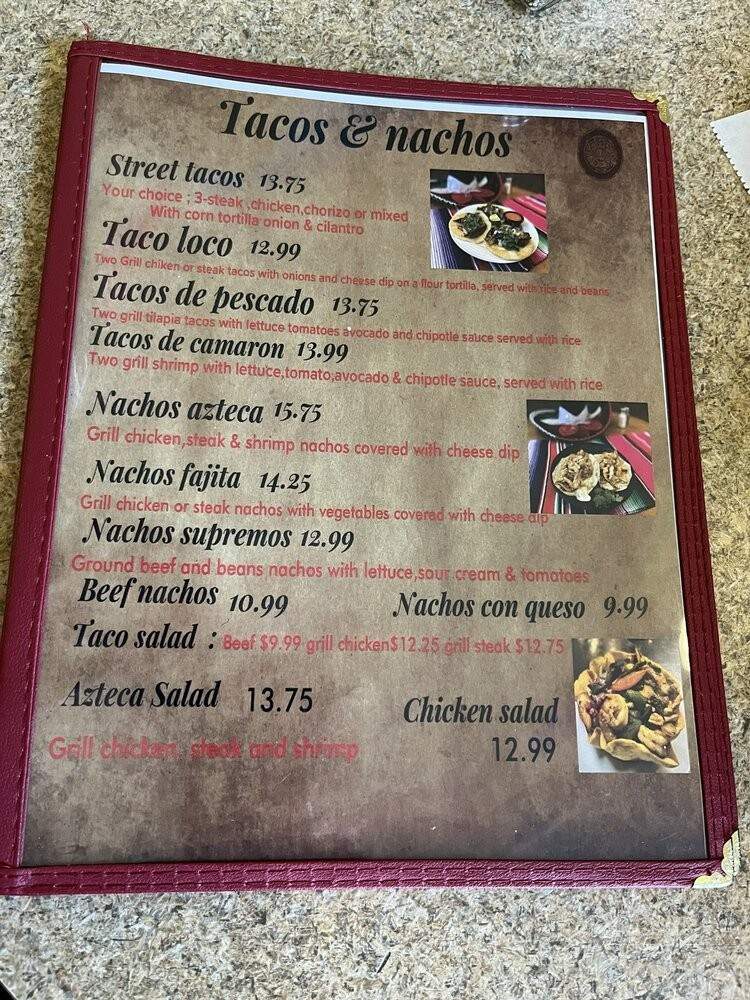 Tacos & nachos
Street tacos 13.75
Your choice ; 3-steak ,chicken,chorizo or mixed
With corn tortilla onion & cilantro
Taco loco 12.99
Two Grill chiken or steak tacos with onions and cheese dip on a flour tortilla, served with rice and beans
Tacos de pescado 13.75
Two grill tilapia tacos with lettuce tomatoes avocado and chipotle sauce served with rice
Tacos de camaron 13.99
Two grill shrimp with lettuce,tomato,avocado & chipotle sauce, served with rice
Nachos azteca 15.75
Grill chicken,steak & shrimp nachos covered with cheese dip
Nachos fajita 14.25
Grill chicken or steak nachos with vegetables covered with cheese dip
Nachos supremos 12.99
Ground beef and beans nachos with lettuce,sour cream & tomatoes
Beef nachos 10.99 Nachos con queso 9.99
Taco salad : Beef $9.99 grill chicken$12.25 grill steak $12.75
Azteca Salad 13.75
Grill chicken, steak and shrimp
Chicken salad
12.99